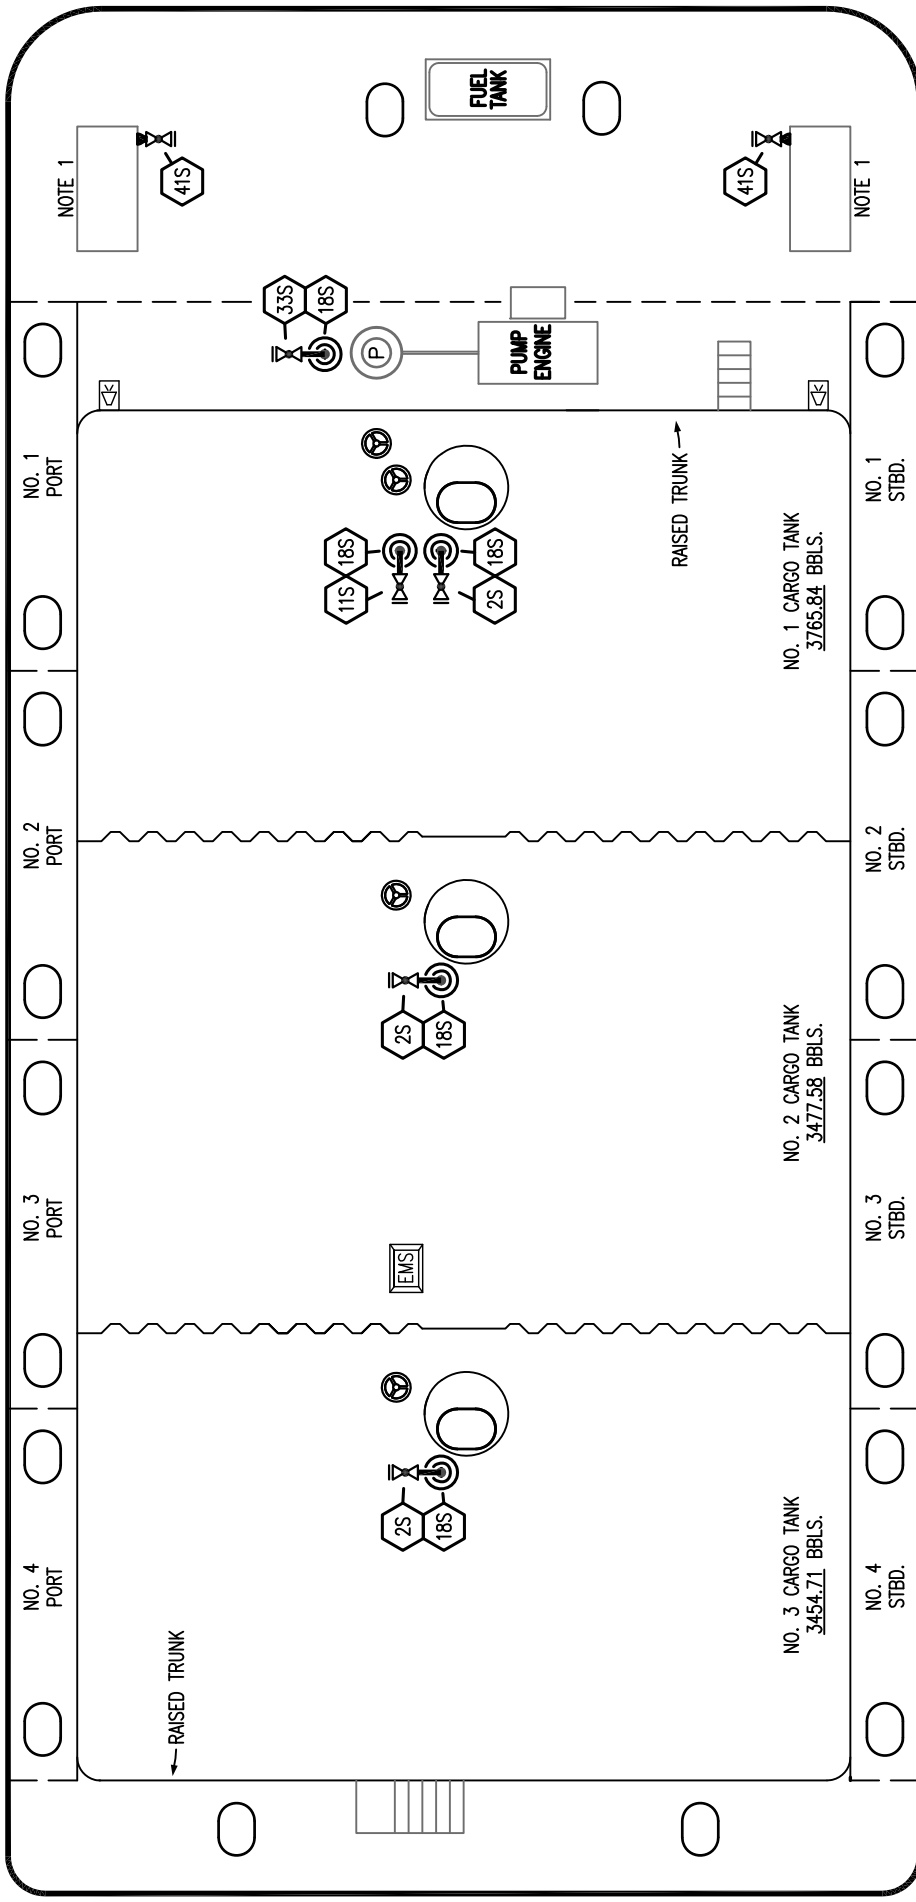 FUEL
TANK
NOTE 1
41S
41S
NOTE 1
33S
18S
P
PUMP
ENGINE
NO. 1
PORT
18S
11S
18S
2S
RAISED TRUNK
NO. 1 CARGO TANK
3765.84 BBLS.
NO. 1
STBD.
NO. 2
PORT
2S
18S
NO. 2 CARGO TANK
3477.58 BBLS.
NO. 2
STBD.
NO. 3
PORT
EMS
NO. 3
STBD.
NO. 4
PORT
2S
18S
NO. 3 CARGO TANK
3454.71 BBLS.
NO. 4
STBD.
RAISED TRUNK